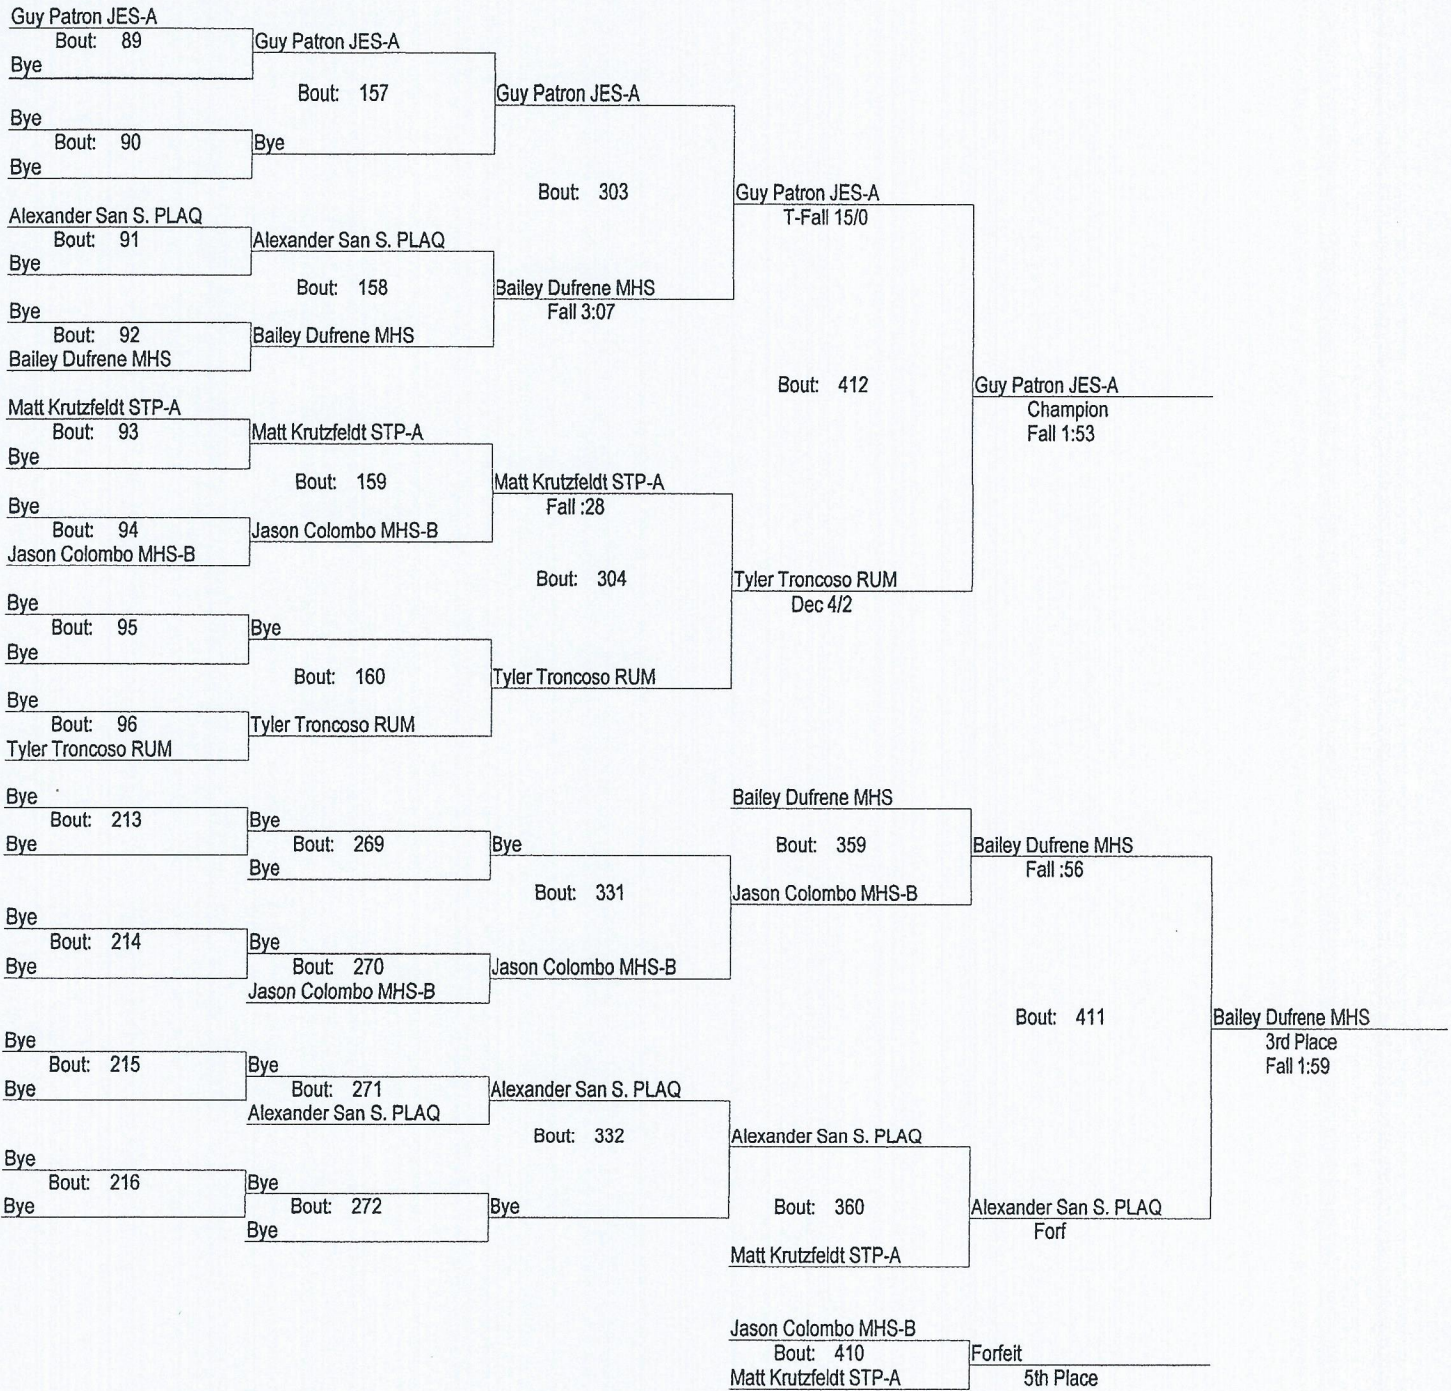 Guy Patron JES-A
Bout: 89
Bye
Guy Patron JES-A
Bout: 157
Guy Patron JES-A
Bye
Bout: 90
Bye
Bye
Bout: 303
Guy Patron JES-A
T-Fall 15/0
Alexander San S. PLAQ
Bout: 91
Bye
Alexander San S. PLAQ
Bout: 158
Bailey Dufrene MHS
Fall 3:07
Bye
Bout: 92
Bailey Dufrene MHS
Bailey Dufrene MHS
Bout: 412
Guy Patron JES-A
Champion
Fall 1:53
Matt Krutzfeldt STP-A
Bout: 93
Bye
Matt Krutzfeldt STP-A
Bout: 159
Matt Krutzfeldt STP-A
Fall :28
Bye
Bout: 94
Jason Colombo MHS-B
Jason Colombo MHS-B
Bout: 304
Tyler Troncoso RUM
Dec 4/2
Bye
Bout: 95
Bye
Bye
Bout: 160
Tyler Troncoso RUM
Bye
Bout: 96
Tyler Troncoso RUM
Tyler Troncoso RUM
Bye
Bout: 213
Bye
Bye
Bout: 269
Bye
Bye
Bout: 331
Bailey Dufrene MHS
Bout: 359
Jason Colombo MHS-B
Bailey Dufrene MHS
Fall :56
Bye
Bout: 214
Bye
Bye
Bout: 270
Jason Colombo MHS-B
Jason Colombo MHS-B
Bout: 411
Bailey Dufrene MHS
3rd Place
Fall 1:59
Bye
Bout: 215
Bye
Bye
Bout: 271
Alexander San S. PLAQ
Alexander San S. PLAQ
Bout: 332
Alexander San S. PLAQ
Bye
Bout: 216
Bye
Bye
Bout: 272
Bye
Bye
Bout: 360
Matt Krutzfeldt STP-A
Alexander San S. PLAQ
Forf
Jason Colombo MHS-B
Bout: 410
Matt Krutzfeldt STP-A
Forfeit
5th Place